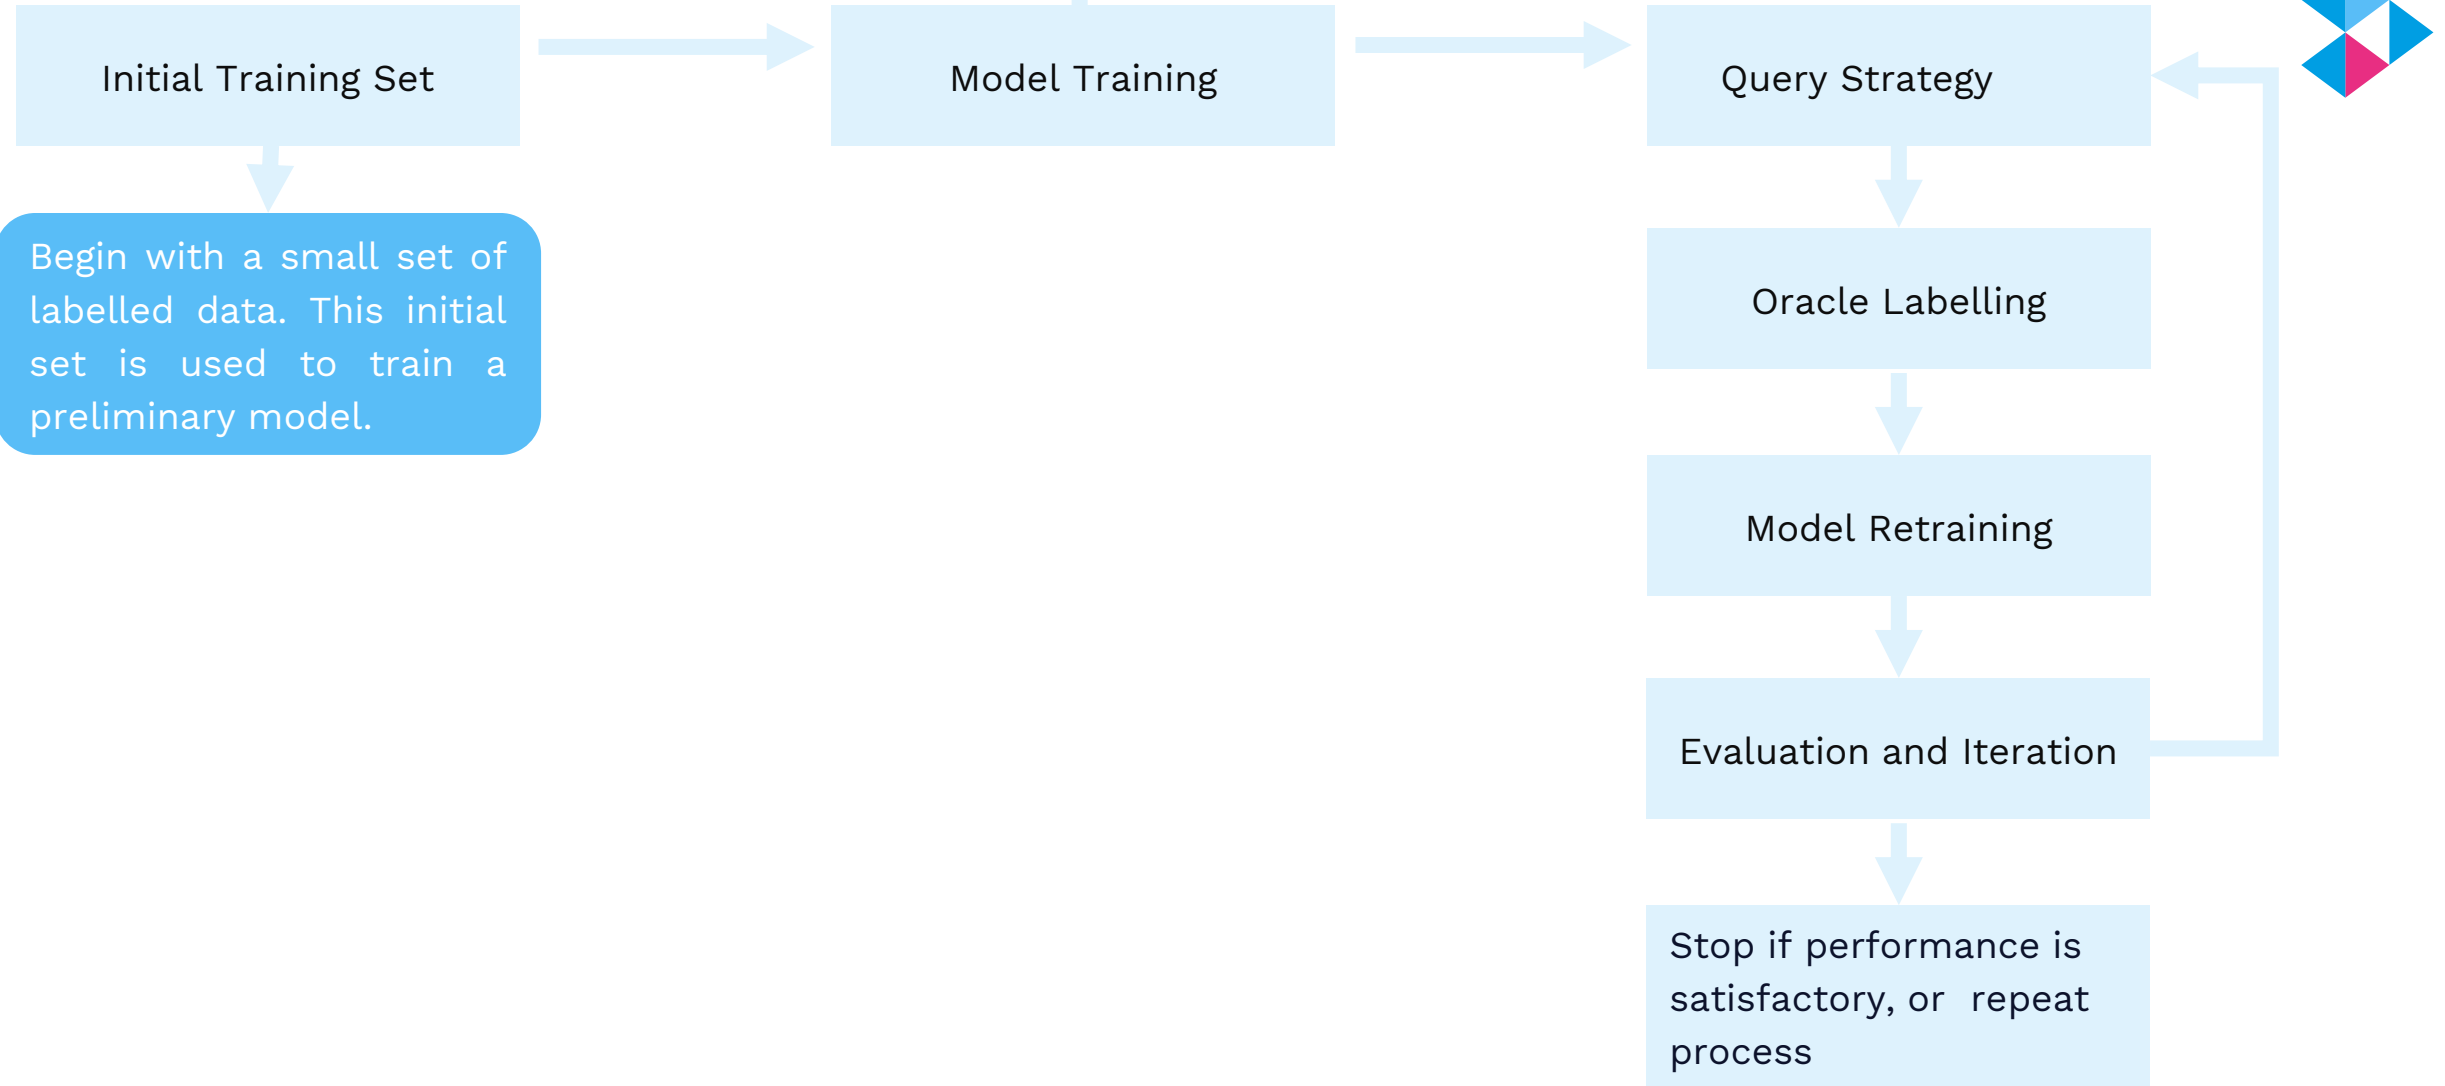 Initial Training Set
Model Training
Query Strategy
Begin with a small set of
labelled data. This initial
set is used to train a
preliminary model.
Oracle Labelling
Model Retraining
Evaluation and Iteration
Stop if performance is
satisfactory, or repeat
process